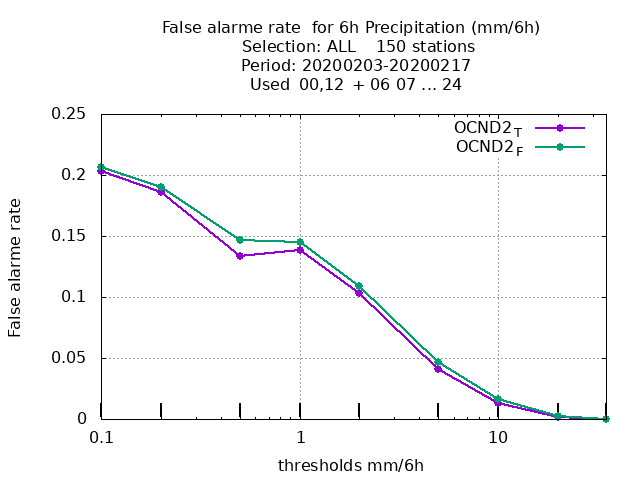 False alarme rate  for 6h Precipitation (mm/6h)
Selection: ALL    150 stations
Period: 20200203-20200217
Used  00,12  + 06 07 ... 24
0.25
OCND2T
OCND2F
0.2
0.15
0.1
0.05
0
False alarme rate
0.1
1
10
thresholds mm/6h